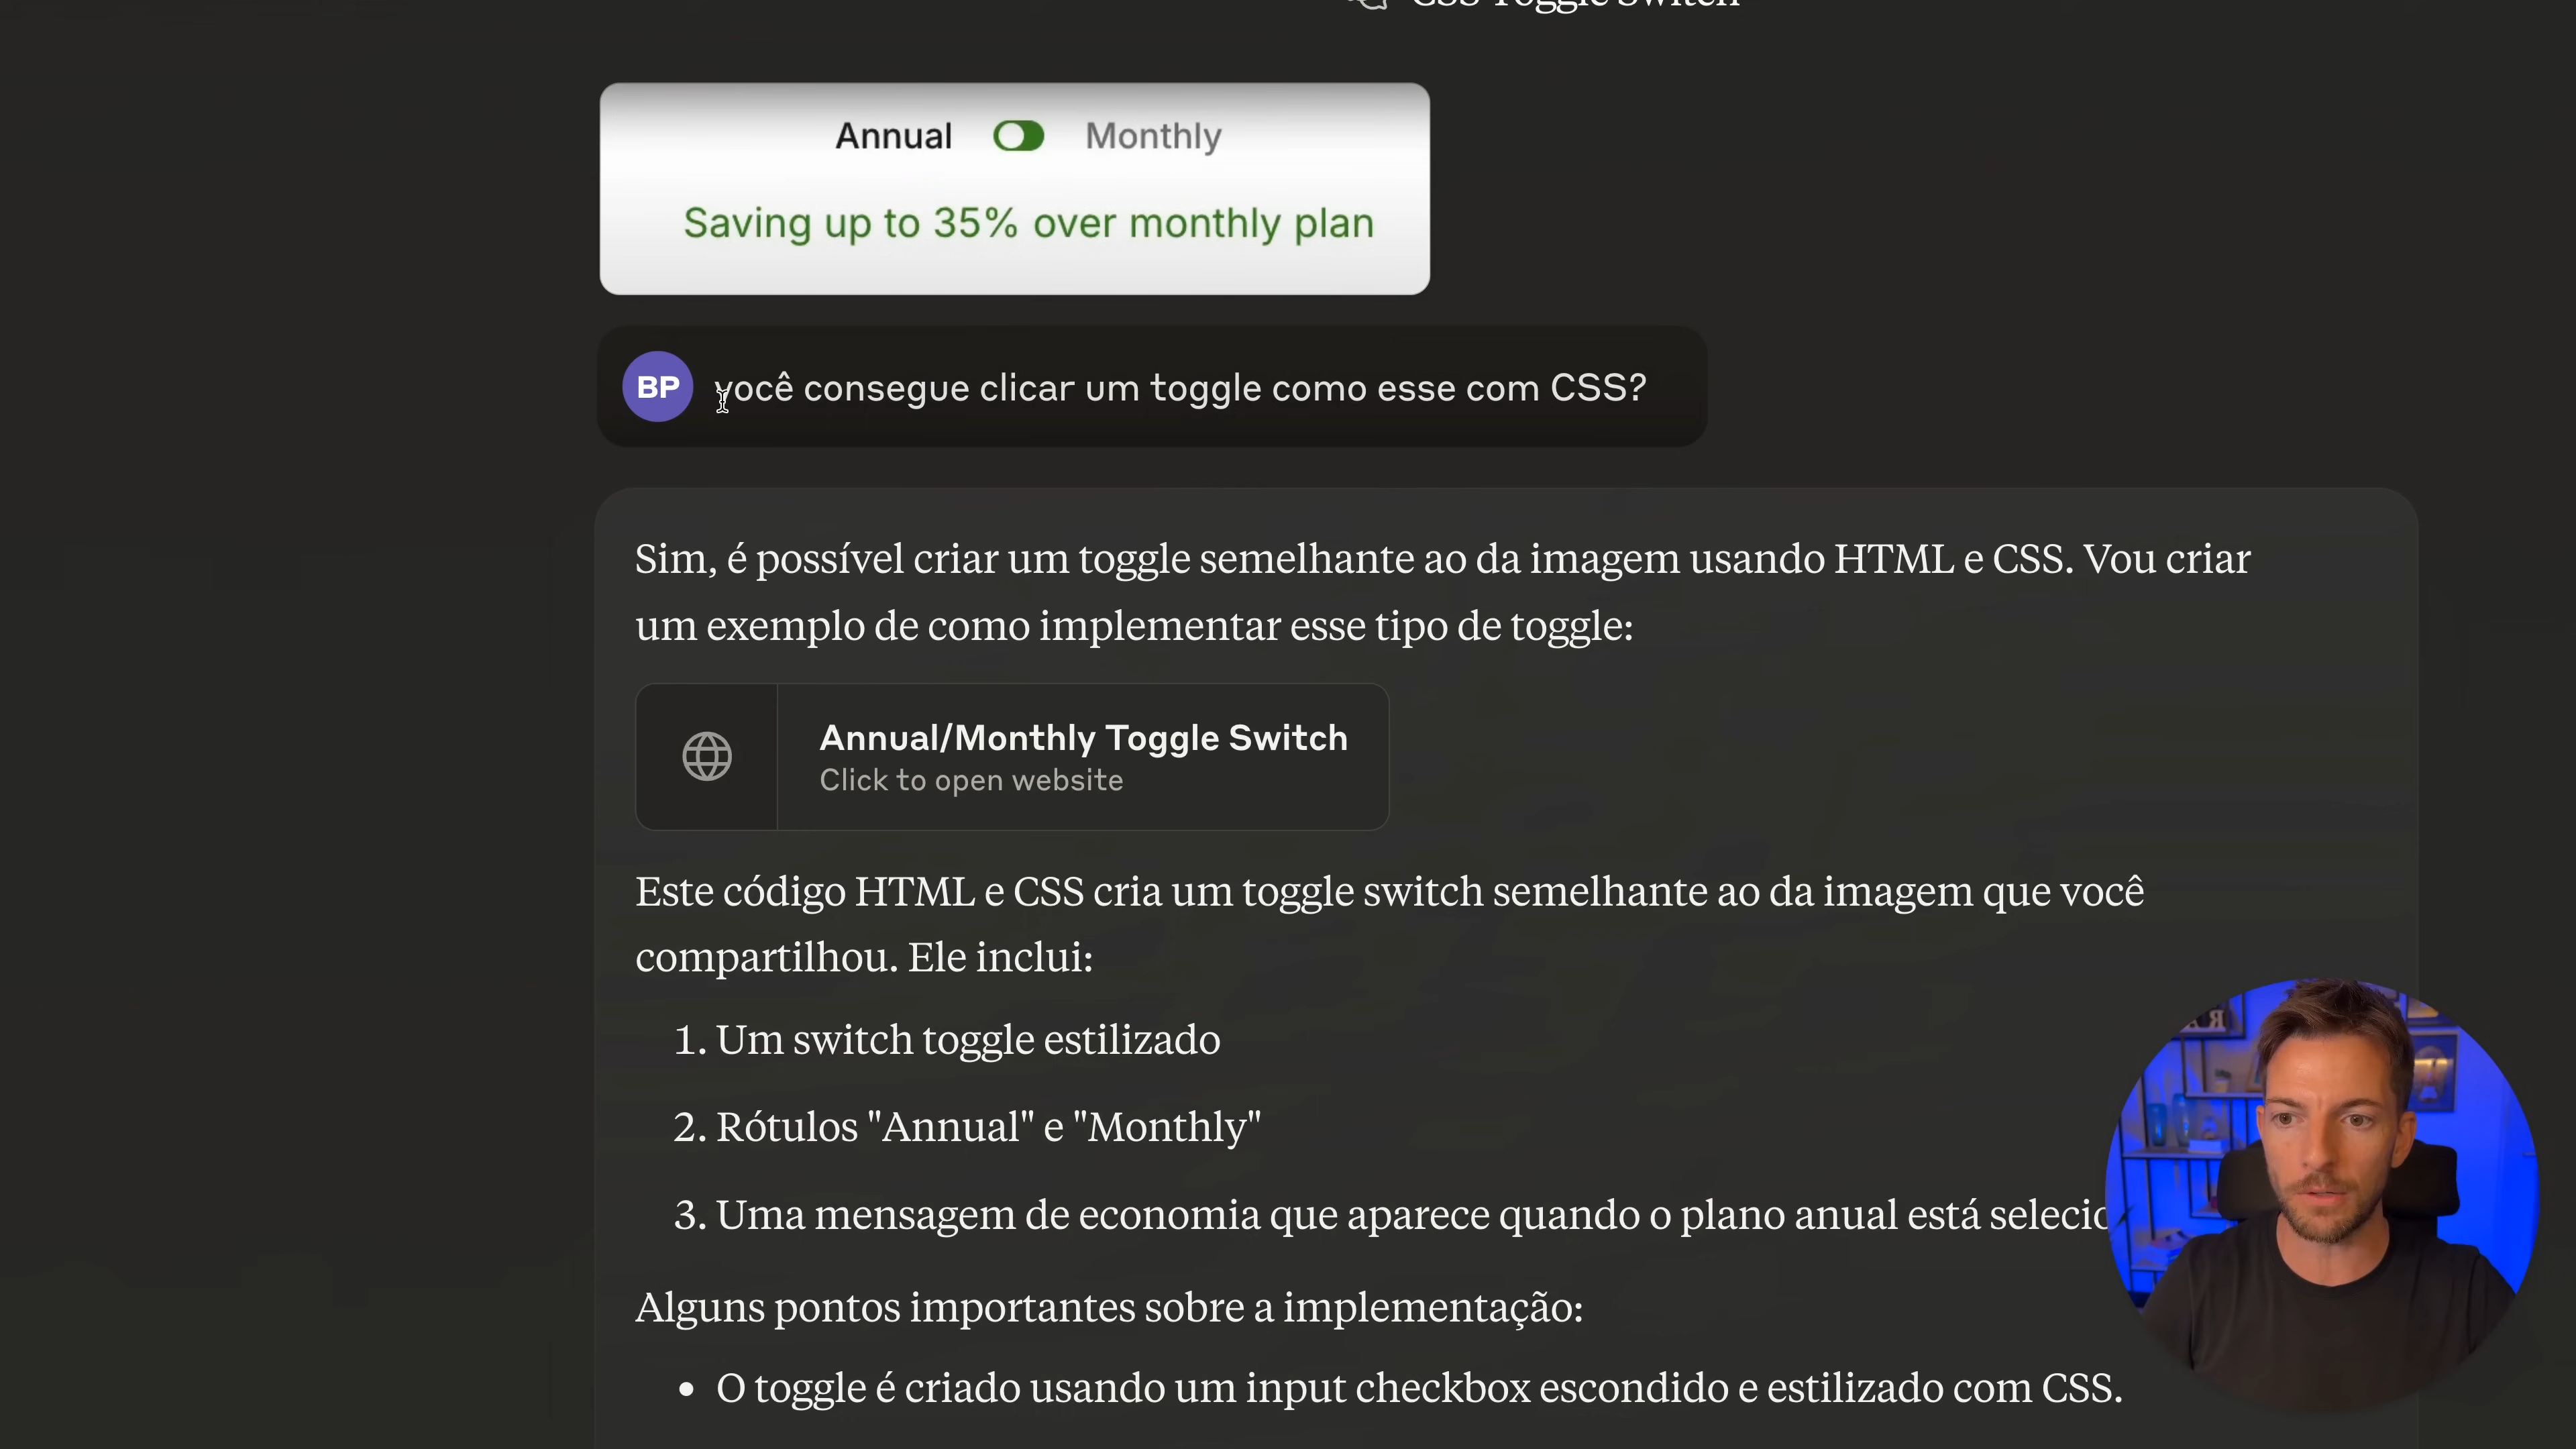 CSS Toggle Switch
Annual Monthly
Saving up to 35% over monthly plan
BP você consegue clicar um toggle como esse com CSS?
Sim, é possível criar um toggle semelhante ao da imagem usando HTML e CSS. Vou criar
um exemplo de como implementar esse tipo de toggle:
Annual/Monthly Toggle Switch
Click to open website
Este código HTML e CSS cria um toggle switch semelhante ao da imagem que você
compartilhou. Ele inclui:
1. Um switch toggle estilizado
2. Rótulos "Annual" e "Monthly"
3. Uma mensagem de economia que aparece quando o plano anual está selecio
Alguns pontos importantes sobre a implementação:
• O toggle é criado usando um input checkbox escondido e estilizado com CSS.